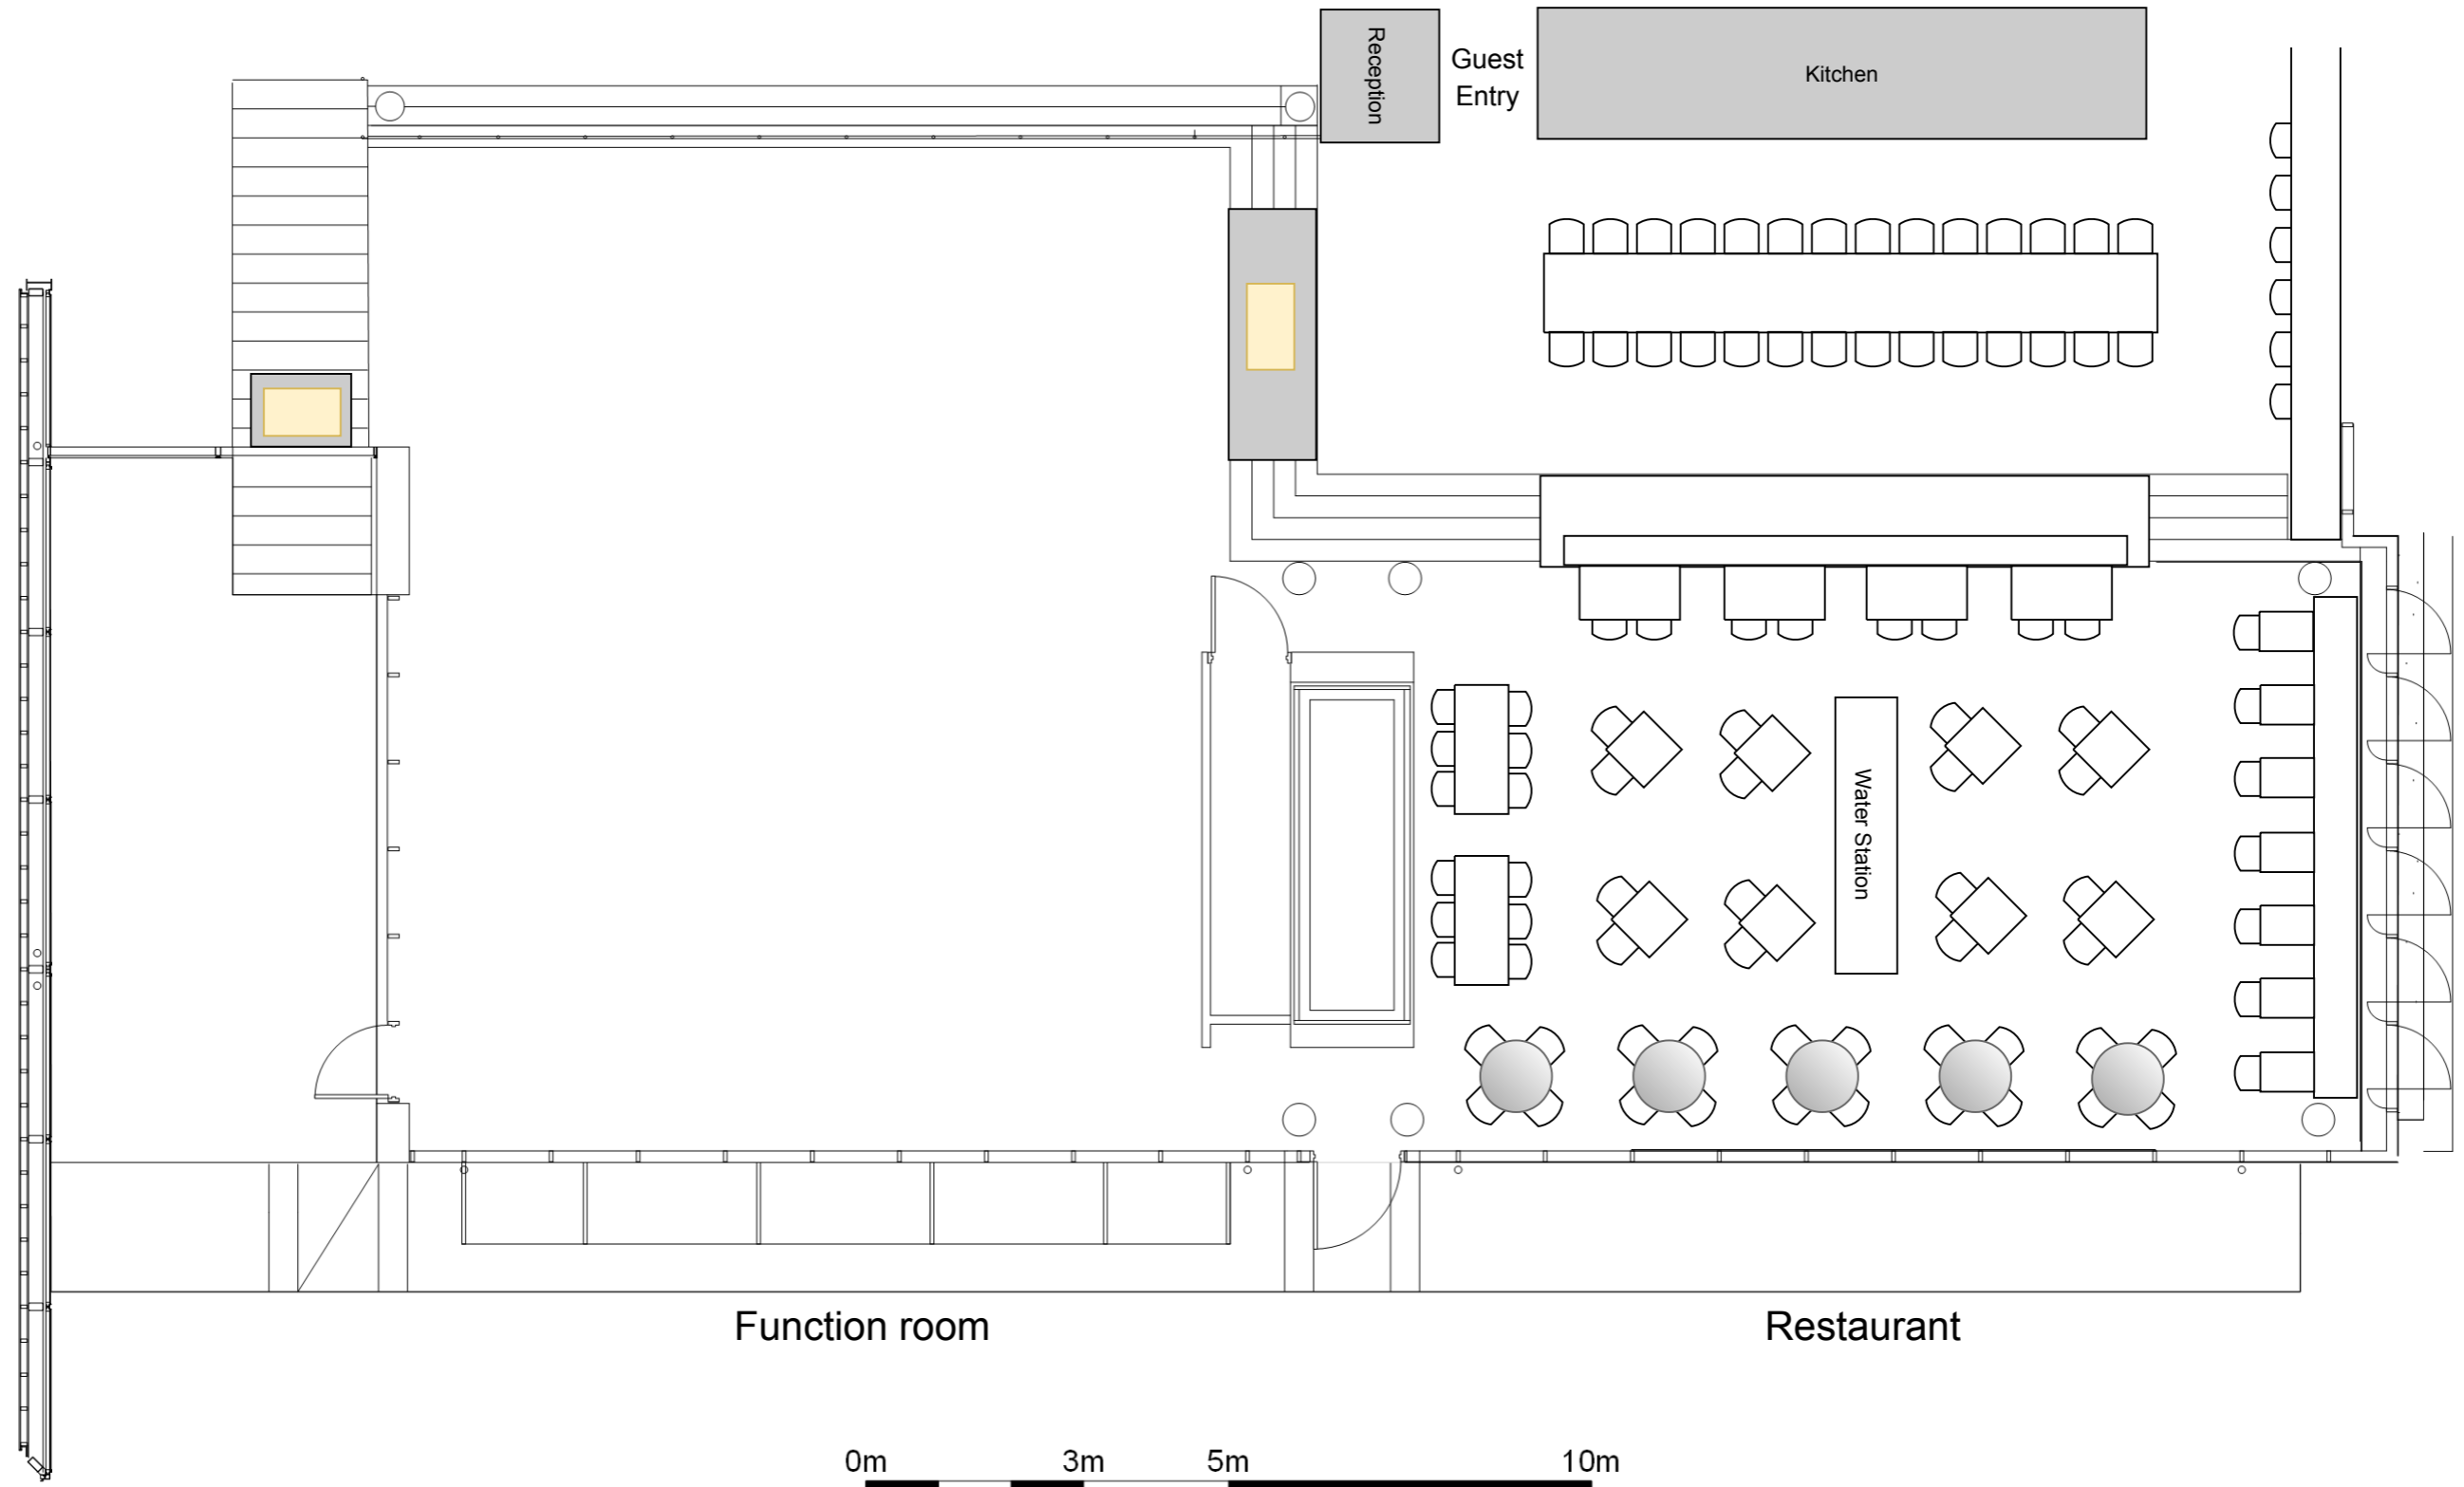 Reception
Guest
Entry
Kitchen
Water Station
Function room
Restaurant
0m 3m 5m 10m